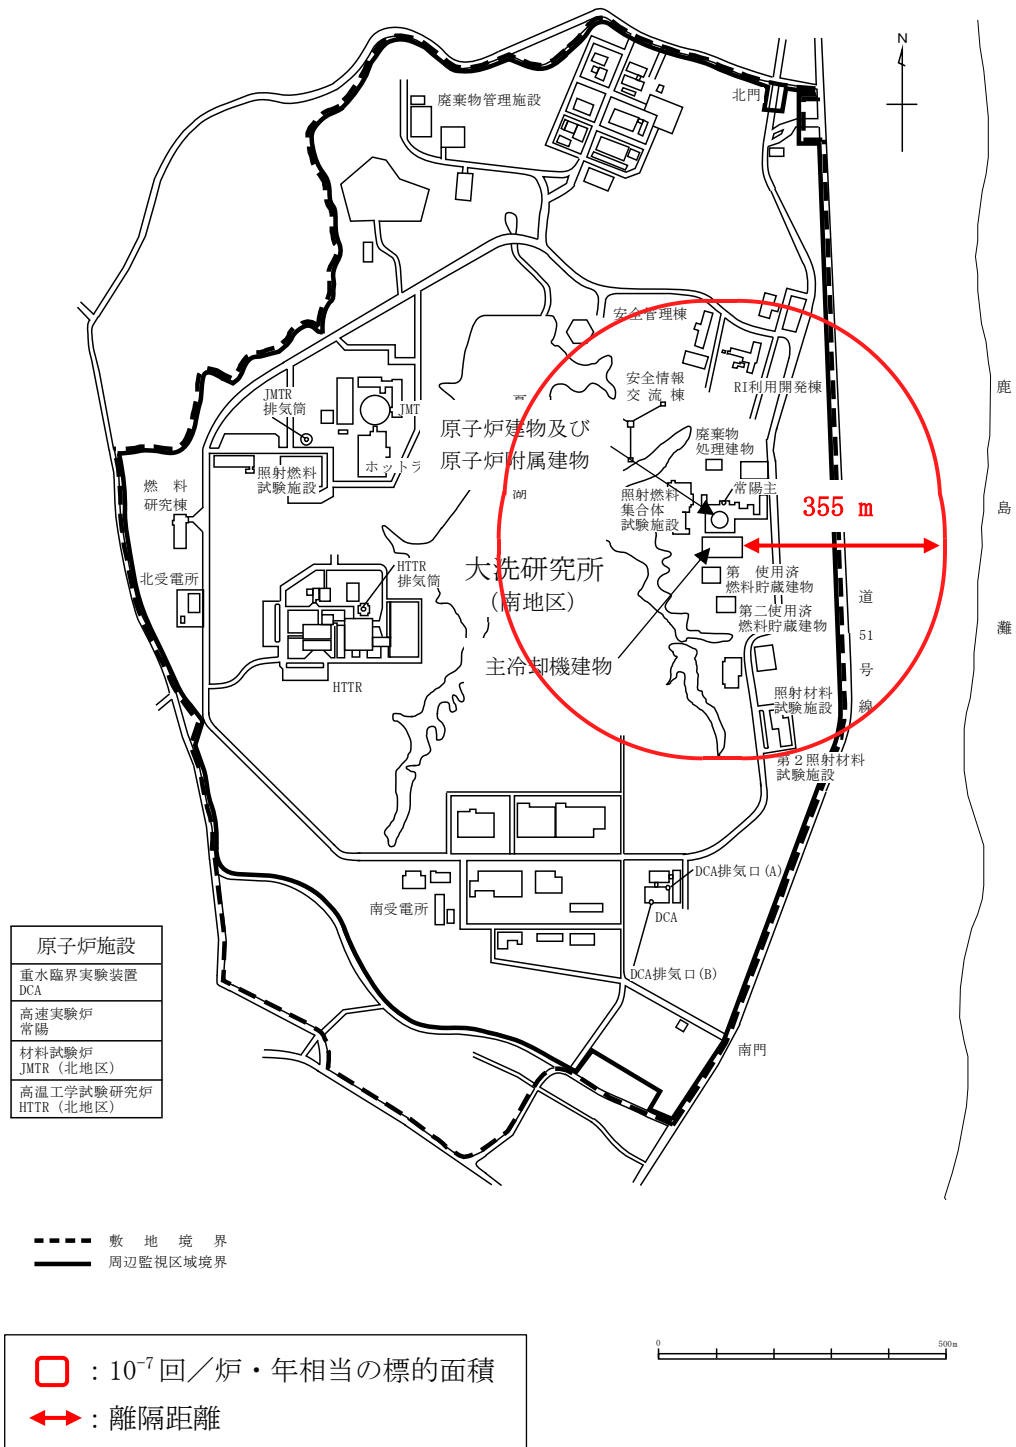 N
北門
廃棄物管理施設
安全管理棟
安全情報
交 流 棟
RI利用開発棟
鹿
島
灘
JMTR
排気筒
JMT
ホットラ
原子炉建物及び
原子炉附属建物
湖
廃棄物
処理建物
常陽主
355 m
照射燃料
試験施設
照射燃料
集合体
試験施設
燃 料
研究棟
北受電所
HTTR
排気筒
大洗研究所
(南地区)
第 使用済
燃料貯蔵建物
第二使用済
燃料貯蔵建物
道
51
号
線
主冷却機建物
HTTR
照射材料
試験施設
第２照射材料
試験施設
南受電所
DCA排気口(A)
DCA
DCA排気口(B)
南門
原子炉施設
重水臨界実験装置
DCA
高速実験炉
常陽
材料試験炉
JMTR (北地区)
高温工学試験研究炉
HTTR (北地区)
敷 地 境 界
周辺監視区域境界
：10⁻⁷回／炉・年相当の標的面積
：離隔距離
0 500m